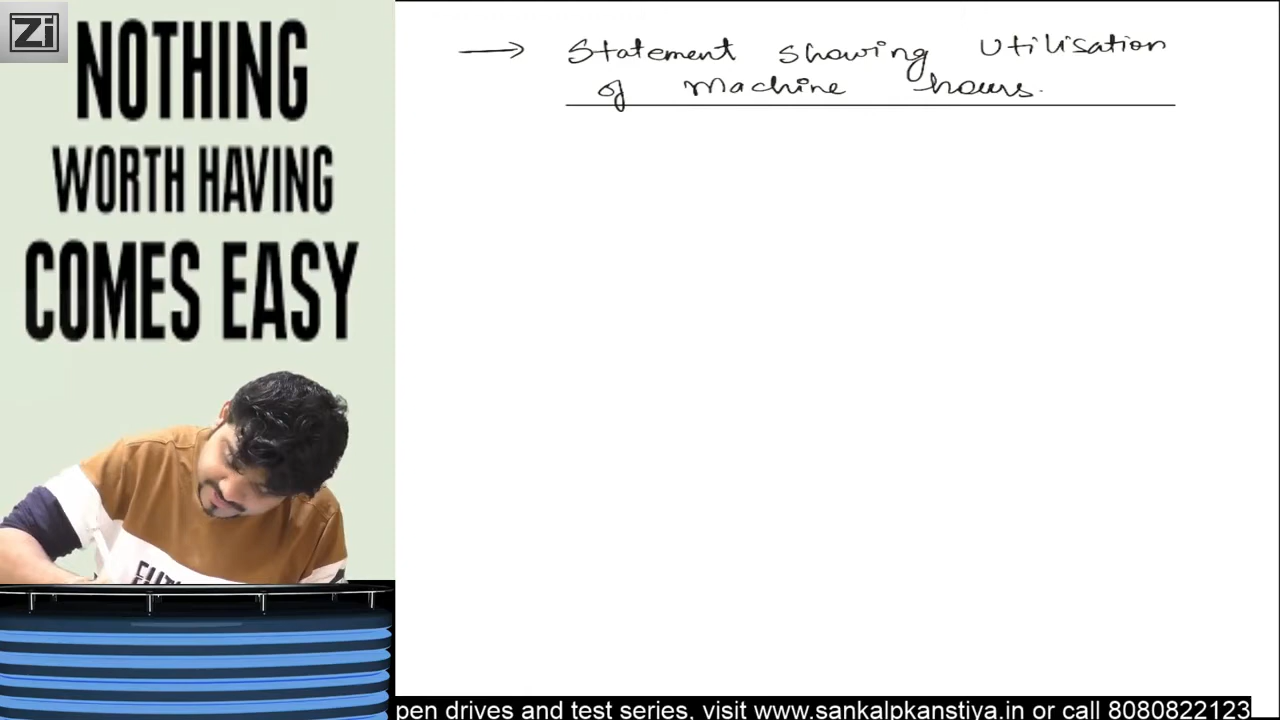 Zi
NOTHING
WORTH HAVING
COMES EASY
→ Statement showing Utilisation
of Machine hours.
pen drives and test series, visit www.sankalpkanstiya.in or call 8080822123